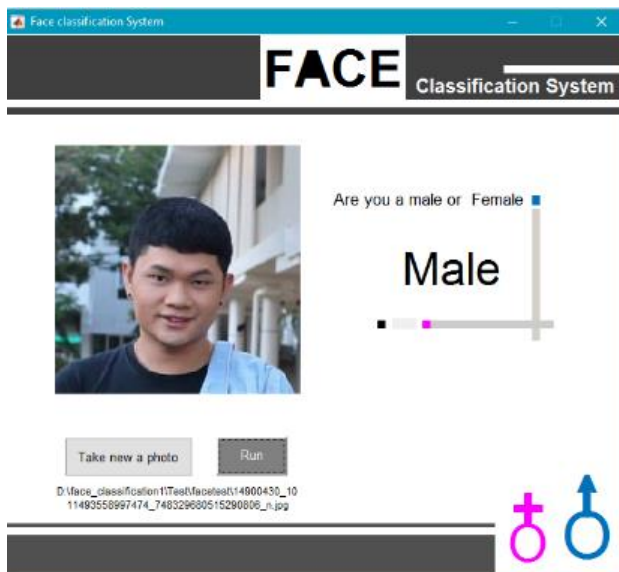 Face classification System
FACE
Classification System
Are you a male or Female
Male
Take new a photo
Run
D:\face_classification1\Test\facetest\14900430_10
11493558997474_748329680515290806_n.jpg